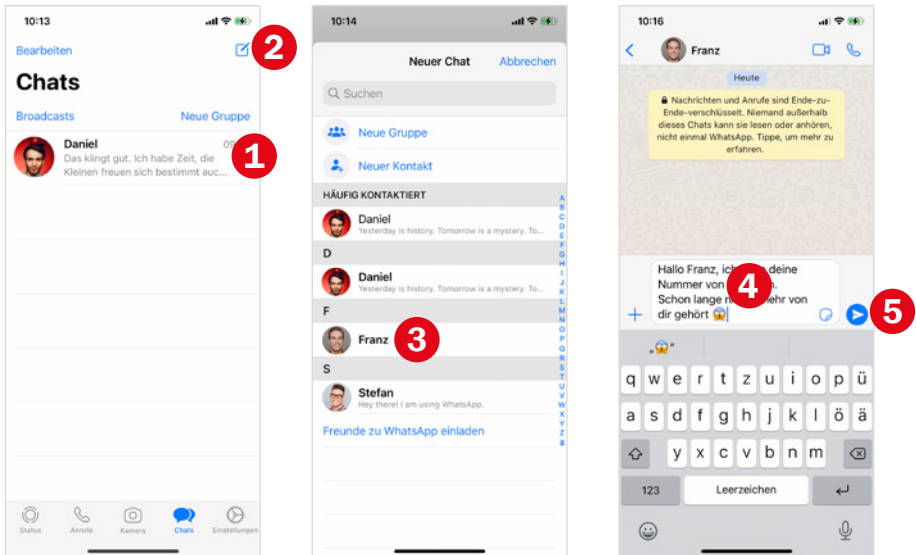 10:13
Bearbeiten
2
Chats
Broadcasts Neue Gruppe
Daniel 09
1
Das klingt gut. Ich habe Zeit, die
Kleinen freuen sich bestimmt auc...
Status Anrufe Kamera Chats Einstellungen
10:14
Neuer Chat Abbrechen
Suchen
Neue Gruppe
Neuer Kontakt
HÄUFIG KONTAKTIERT
Daniel
Yesterday is history. Tomorrow is a mystery. To...
D
Daniel
Yesterday is history. Tomorrow is a mystery. To...
F
Franz
3
S
Stefan
Hey there! I am using WhatsApp.
Freunde zu WhatsApp einladen
A
B
C
D
E
F
G
H
I
J
K
L
M
N
O
P
Q
R
S
T
U
V
W
X
Y
Z
#
10:16
Franz
Heute
Nachrichten und Anrufe sind Ende-zu-
Ende-verschlüsselt. Niemand außerhalb
dieses Chats kann sie lesen oder anhören,
nicht einmal WhatsApp. Tippe, um mehr zu
erfahren.
Hallo Franz, deine
Nummer von
4
Schon lange von
dir gehört 😱
5
„😱“
q w e r t z u i o p ü
a s d f g h j k l ö ä
y x c v b n m
123 Leerzeichen